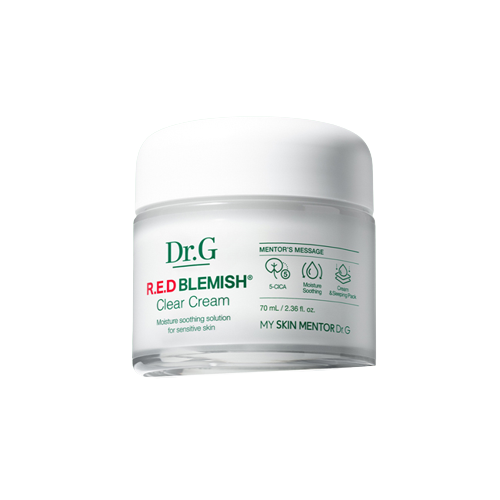 Dr.G
R.E.D BLEMISH®
Clear Cream
Moisture soothing solution
for sensitive skin
MENTOR'S MESSAGE
5
5-CICA
Moisture
Soothing
Cream
& Sleeping Pack
70 mL / 2.36 fl. oz.
MY SKIN MENTOR Dr.G